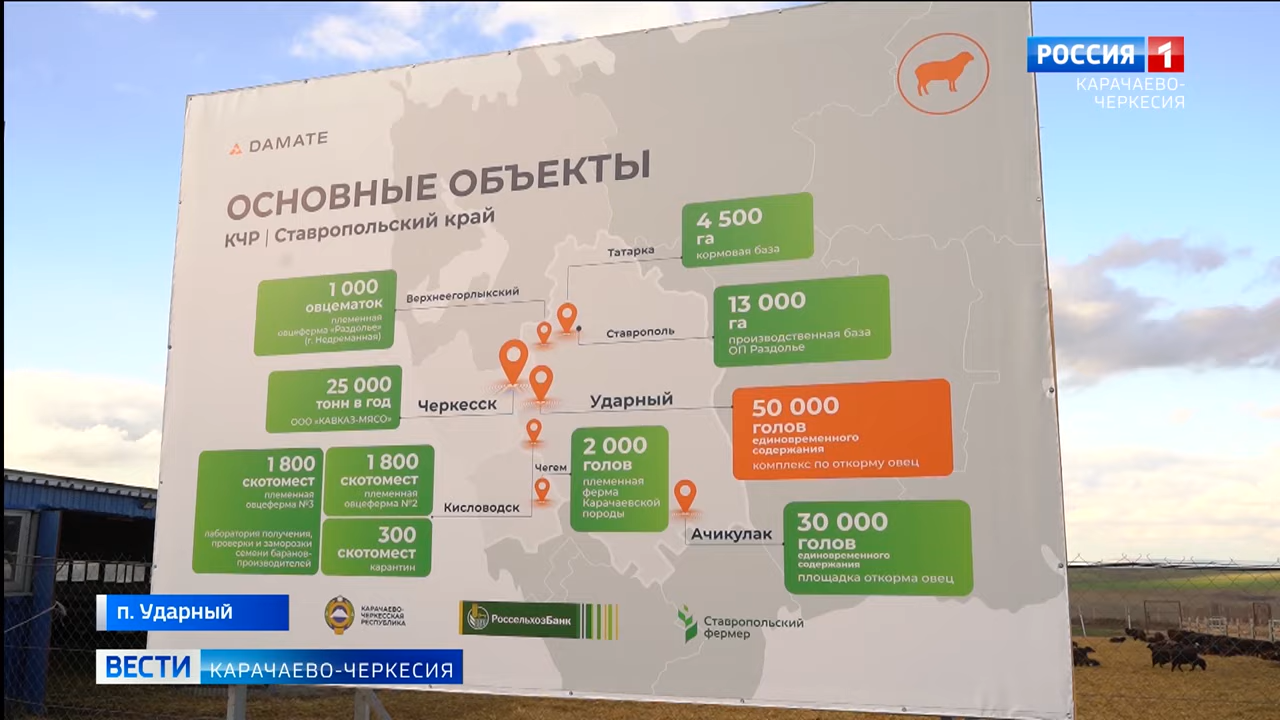 РОССИЯ 1
КАРАЧАЕВО-
ЧЕРКЕСИЯ
DAMATE
ОСНОВНЫЕ ОБЪЕКТЫ
КЧР | Ставропольский край
Татарка
4 500
га
кормовая база
Верхнеегорлыкский
1 000
овцематок
племенная
овцеферма «Раздолье»
(г. Недреманная)
Ставрополь
13 000
га
производственная база
ОП Раздолье
25 000
тонн в год
ООО «КАВКАЗ-МЯСО»
Черкесск
Ударный
50 000
голов
единовременного
содержания
комплекс по откорму овец
1 800
скотомест
племенная
овцеферма №3
лаборатория получения,
проверки и заморозки
семени баранов-
производителей
1 800
скотомест
племенная
овцеферма №2
300
скотомест
карантин
Кисловодск
Чегем
2 000
голов
племенная
ферма
Карачаевской
породы
Ачикулак
30 000
голов
единовременного
содержания
площадка откорма овец
КАРАЧАЕВО-
ЧЕРКЕССКАЯ
РЕСПУБЛИКА
РоссельхозБанк
Ставропольский
фермер
п. Ударный
ВЕСТИ КАРАЧАЕВО-ЧЕРКЕСИЯ